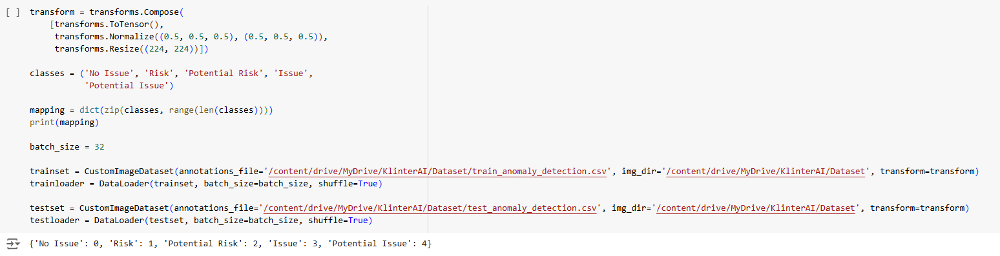 [ ] transform = transforms.Compose(
[transforms.ToTensor(),
transforms.Normalize((0.5, 0.5, 0.5), (0.5, 0.5, 0.5)),
transforms.Resize((224, 224))])
classes = ('No Issue', 'Risk', 'Potential Risk', 'Issue',
'Potential Issue')
mapping = dict(zip(classes, range(len(classes))))
print(mapping)
batch_size = 32
trainset = CustomImageDataset(annotations_file='/content/drive/MyDrive/KlinterAI/Dataset/train_anomaly_detection.csv', img_dir='/content/drive/MyDrive/KlinterAI/Dataset', transform=transform)
trainloader = DataLoader(trainset, batch_size=batch_size, shuffle=True)
testset = CustomImageDataset(annotations_file='/content/drive/MyDrive/KlinterAI/Dataset/test_anomaly_detection.csv', img_dir='/content/drive/MyDrive/KlinterAI/Dataset', transform=transform)
testloader = DataLoader(testset, batch_size=batch_size, shuffle=True)
{'No Issue': 0, 'Risk': 1, 'Potential Risk': 2, 'Issue': 3, 'Potential Issue': 4}